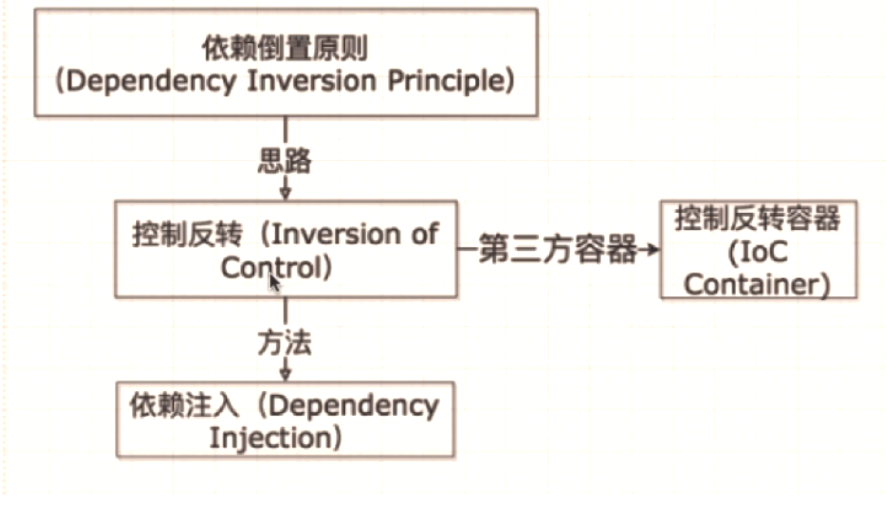 依赖倒置原则
（Dependency Inversion Principle）
思路
控制反转（Inversion of
Control）
第三方容器
控制反转容器
(IoC
Container)
方法
依赖注入（Dependency
Injection）